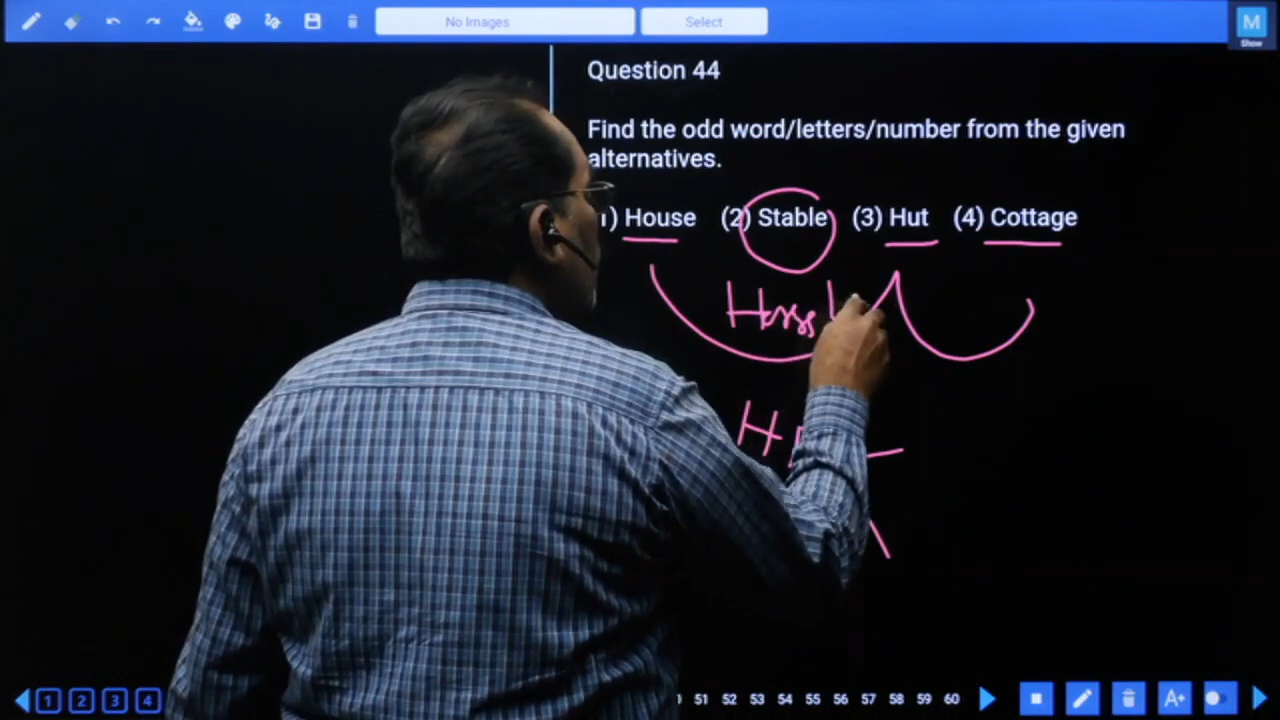 No Images Select M
Show
Question 44
Find the odd word/letters/number from the given
alternatives.
1) House (2) Stable (3) Hut (4) Cottage
H
1 2 3 4 51 52 53 54 55 56 57 58 59 60 A+